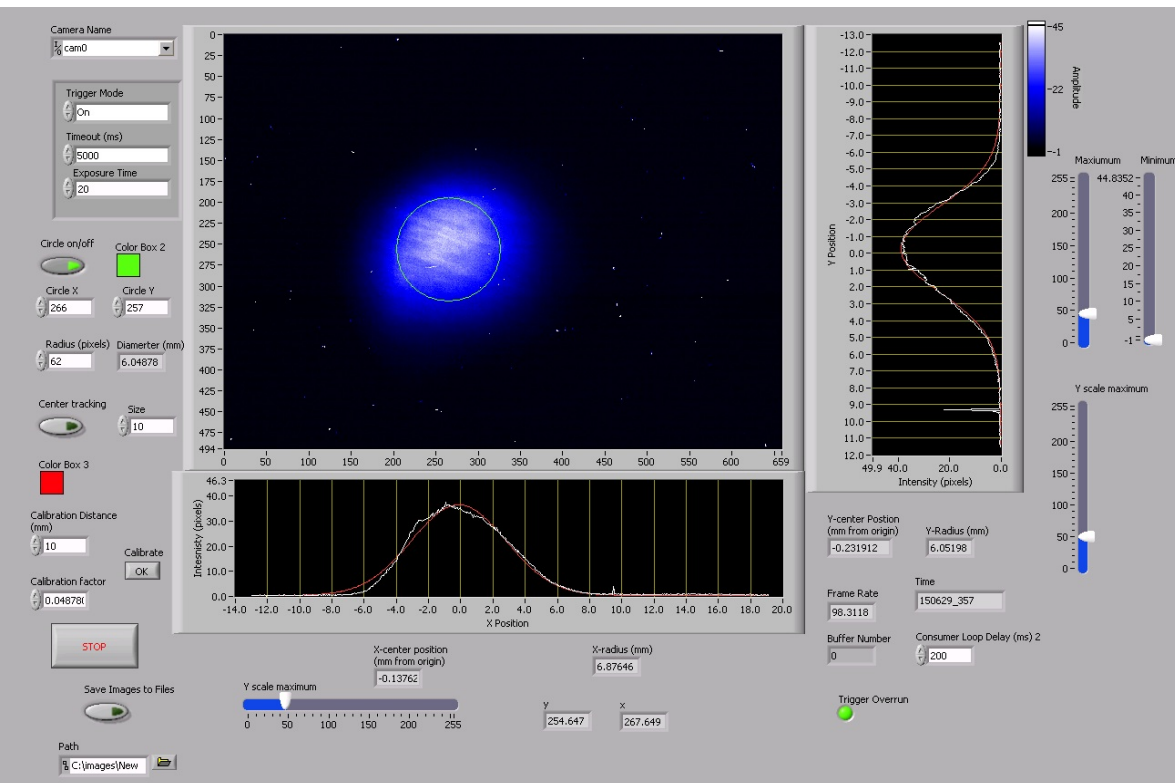 Camera Name
cam0
Trigger Mode
On
Timeout (ms)
5000
Exposure Time
20
Circle on/off
Color Box 2
Circle X
Circle Y
266
257
Radius (pixels)
Diamerter (mm)
62
6.04878
Center tracking
Size
10
Color Box 3
Calibration Distance
(mm)
10
Calibrate
OK
Calibration factor
0.04878(
STOP
Save Images to Files
Path
C:\images\New
0
25
50
75
100
125
150
175
200
225
250
275
300
325
350
375
400
425
450
475
494
0 50 100 150 200 250 300 350 400 450 500 550 600 659
Intesnristy (pixels)
46.3
40.0
30.0
20.0
10.0
0.0
-14.0 -12.0 -10.0 -8.0 -6.0 -4.0 -2.0 0.0 2.0 4.0 6.0 8.0 10.0 12.0 14.0 16.0 18.0 20.0
X Position
X-center position
(mm from origin)
-0.13762
X-radius (mm)
6.87646
Y scale maximum
0 50 100 150 200 255
y
x
254.647
267.649
Y Position
-13.0
-12.0
-11.0
-10.0
-9.0
-8.0
-7.0
-6.0
-5.0
-4.0
-3.0
-2.0
-1.0
0.0
1.0
2.0
3.0
4.0
5.0
6.0
7.0
8.0
9.0
10.0
11.0
12.0
49.9 40.0 20.0 0.0
Intensity (pixels)
45
22
-1
Amplitude
Maxiumum
Minimum
255
200
150
100
50
0
44.8352
40
35
30
25
20
15
10
5
-1
Y scale maximum
255
200
150
100
50
0
Y-center Postion
(mm from origin)
-0.231912
Y-Radius (mm)
6.05198
Frame Rate
98.3118
Time
150629_357
Buffer Number
0
Consumer Loop Delay (ms) 2
200
Trigger Overrun